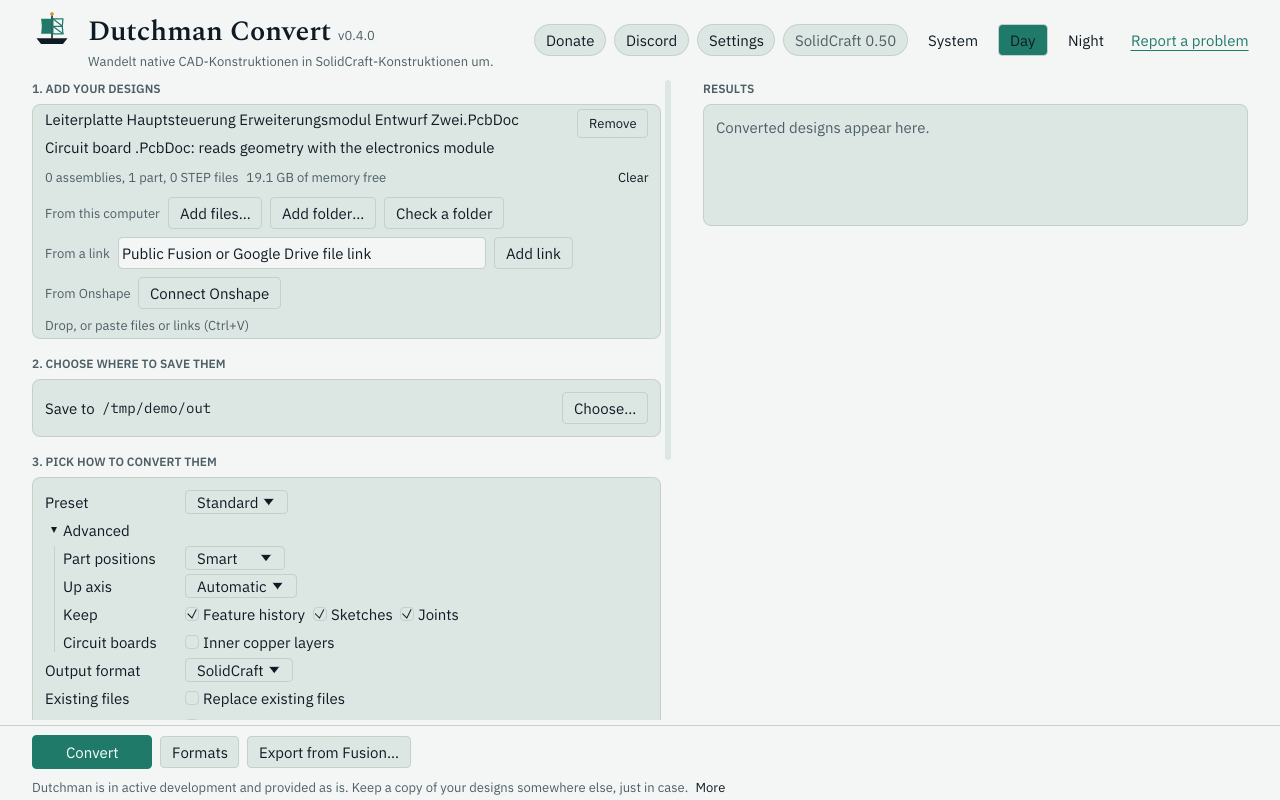 Dutchman Convert v0.4.0
Wandelt native CAD-Konstruktionen in SolidCraft-Konstruktionen um.
Donate Discord Settings SolidCraft 0.50 System Day Night Report a problem
1. ADD YOUR DESIGNS
Leiterplatte Hauptsteuerung Erweiterungsmodul Entwurf Zwei.PcbDoc Remove
Circuit board .PcbDoc: reads geometry with the electronics module
0 assemblies, 1 part, 0 STEP files 19.1 GB of memory free Clear
From this computer Add files... Add folder... Check a folder
From a link Public Fusion or Google Drive file link Add link
From Onshape Connect Onshape
Drop, or paste files or links (Ctrl+V)
2. CHOOSE WHERE TO SAVE THEM
Save to /tmp/demo/out Choose...
3. PICK HOW TO CONVERT THEM
Preset Standard
Advanced
Part positions Smart
Up axis Automatic
Keep Feature history Sketches Joints
Circuit boards Inner copper layers
Output format SolidCraft
Existing files Replace existing files
RESULTS
Converted designs appear here.
Convert Formats Export from Fusion...
Dutchman is in active development and provided as is. Keep a copy of your designs somewhere else, just in case. More